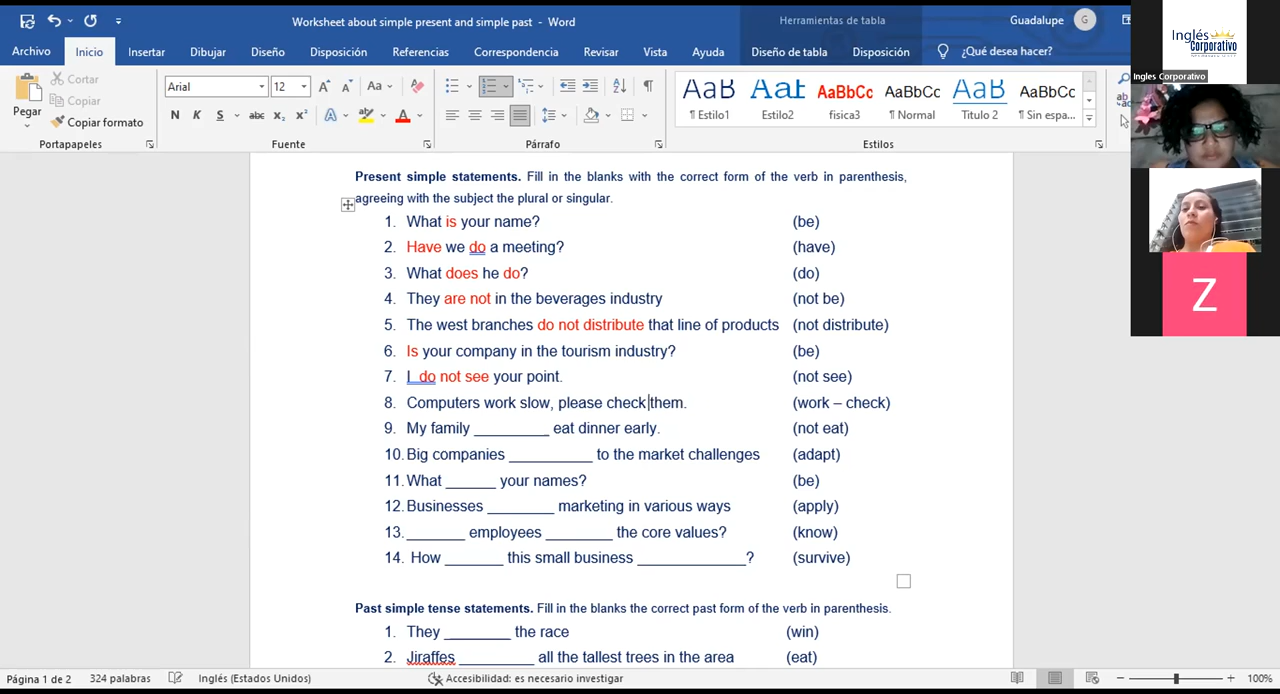 Worksheet about simple present and simple past - Word
Herramientas de tabla
Guadalupe
G
Archivo Inicio Insertar Dibujar Diseño Disposición Referencias Correspondencia Revisar Vista Ayuda Diseño de tabla Disposición ¿Qué desea hacer?
Inglés Corporativo
Ingles Corporativo
Pegar
Cortar
Copiar
Copiar formato
Portapapeles
Arial 12
Aa
N K S abc x₂ x²
A A
Fuente
Párrafo
AaB AaB AaBbCc AaBbCc AaBbCc AaBbCc
¶ Estilo1 Estilo2 física3 ¶ Normal Título 2 ¶ Sin espa...
Estilos
Z
Present simple statements. Fill in the blanks with the correct form of the verb in parenthesis,
agreeing with the subject the plural or singular.
1. What is your name? (be)
2. Have we do a meeting? (have)
3. What does he do? (do)
4. They are not in the beverages industry (not be)
5. The west branches do not distribute that line of products (not distribute)
6. Is your company in the tourism industry? (be)
7. I do not see your point. (not see)
8. Computers work slow, please check them. (work – check)
9. My family _________ eat dinner early. (not eat)
10. Big companies __________ to the market challenges (adapt)
11. What ______ your names? (be)
12. Businesses ________ marketing in various ways (apply)
13. _______ employees ________ the core values? (know)
14. How _______ this small business _____________? (survive)
Past simple tense statements. Fill in the blanks the correct past form of the verb in parenthesis.
1. They ________ the race (win)
2. Jiraffes _________ all the tallest trees in the area (eat)
Página 1 de 2 324 palabras Inglés (Estados Unidos) Accesibilidad: es necesario investigar 100%